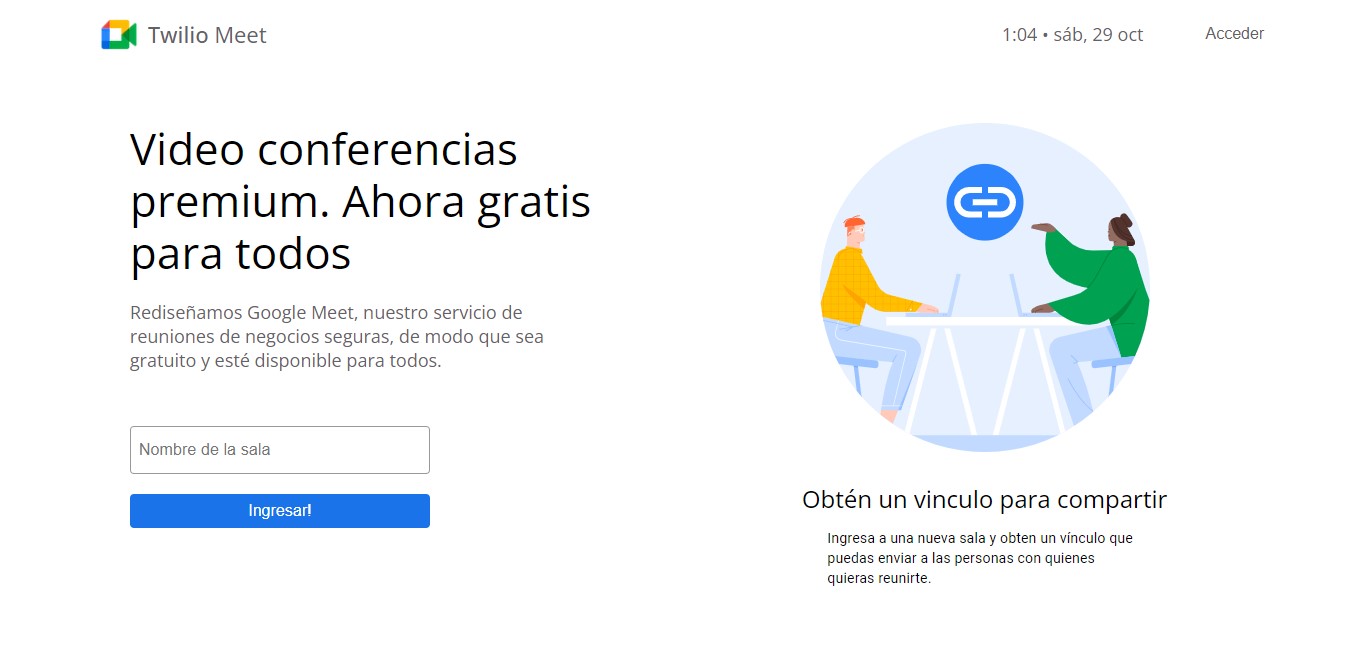 Twilio Meet
1:04 • sáb, 29 oct
Acceder
Video conferencias
premium. Ahora gratis
para todos
Rediseñamos Google Meet, nuestro servicio de
reuniones de negocios seguras, de modo que sea
gratuito y esté disponible para todos.
Nombre de la sala
Ingresar!
Obtén un vinculo para compartir
Ingresa a una nueva sala y obten un vínculo que
puedas enviar a las personas con quienes
quieras reunirte.